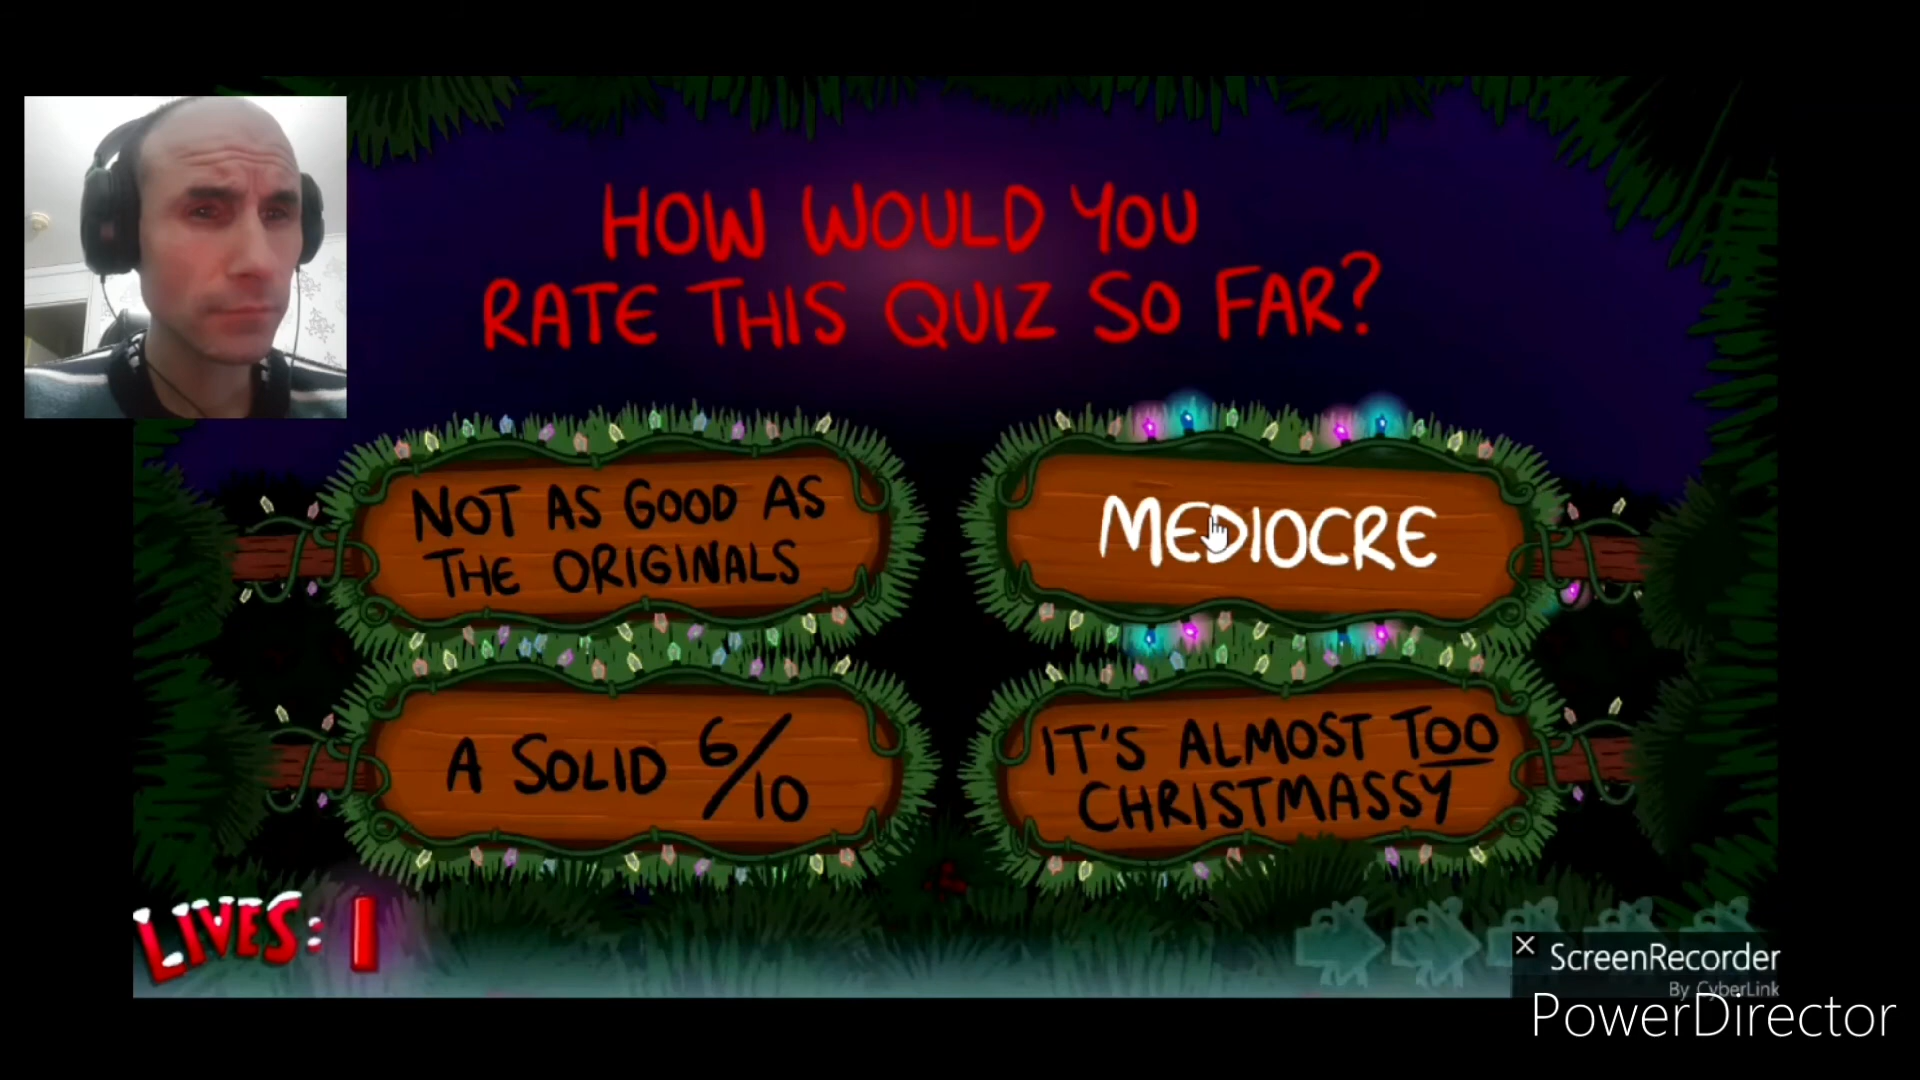 HOW WOULD YOU
RATE THIS QUIZ SO FAR?
NOT AS GOOD AS
THE ORIGINALS
MEDIOCRE
A SOLID 6/10
IT'S ALMOST TOO
CHRISTMASSY
LIVES: 1
ScreenRecorder
By CyberLink
PowerDirector